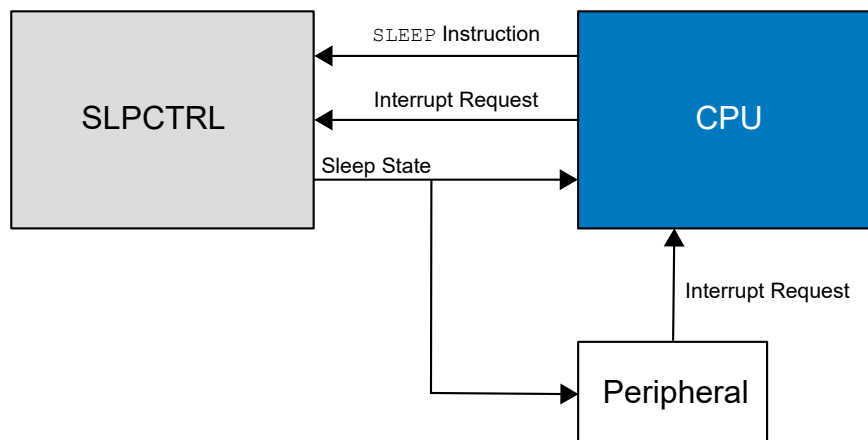 SLEEP Instruction
SLPCTRL
Interrupt Request
CPU
Sleep State
Interrupt Request
Peripheral